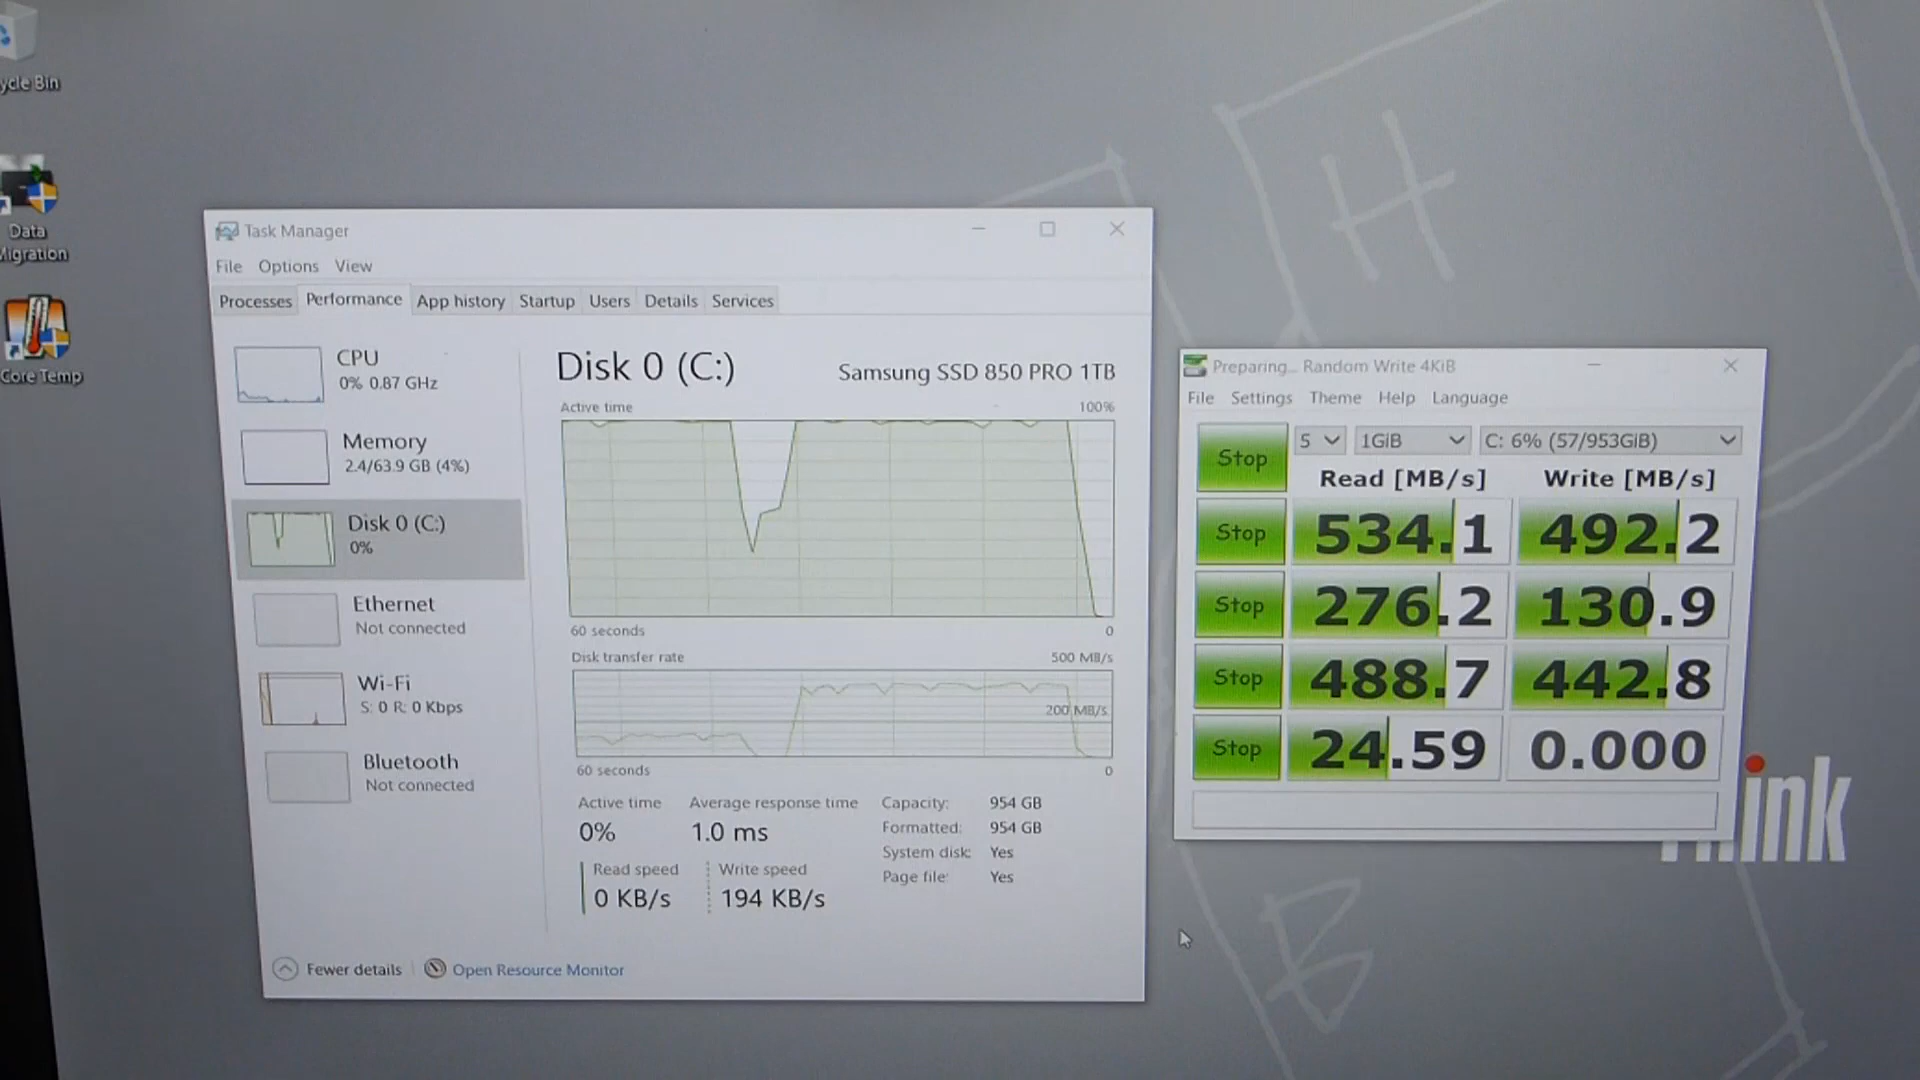 ycle Bin
Data
Migration
Core Temp
Task Manager
File Options View
Processes Performance App history Startup Users Details Services
CPU
0% 0.87 GHz
Memory
2.4/63.9 GB (4%)
Disk 0 (C:)
0%
Ethernet
Not connected
Wi-Fi
S: 0 R: 0 Kbps
Bluetooth
Not connected
Disk 0 (C:) Samsung SSD 850 PRO 1TB
Active time 100%
60 seconds 0
Disk transfer rate 500 MB/s
200 MB/s
60 seconds 0
Active time Average response time
0% 1.0 ms
Read speed Write speed
0 KB/s 194 KB/s
Capacity: 954 GB
Formatted: 954 GB
System disk: Yes
Page file: Yes
Fewer details Open Resource Monitor
Preparing... Random Write 4KiB
File Settings Theme Help Language
Stop 5 1GiB C: 6% (57/953GiB)
Read [MB/s] Write [MB/s]
Stop 534.1 492.2
Stop 276.2 130.9
Stop 488.7 442.8
Stop 24.59 0.000
H
B
Think